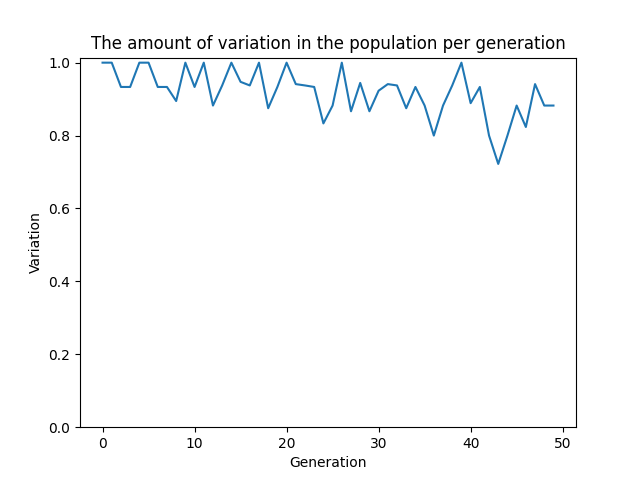 The amount of variation in the population per generation
1.0
0.8
0.6
0.4
0.2
0.0
Variation
0 10 20 30 40 50
Generation